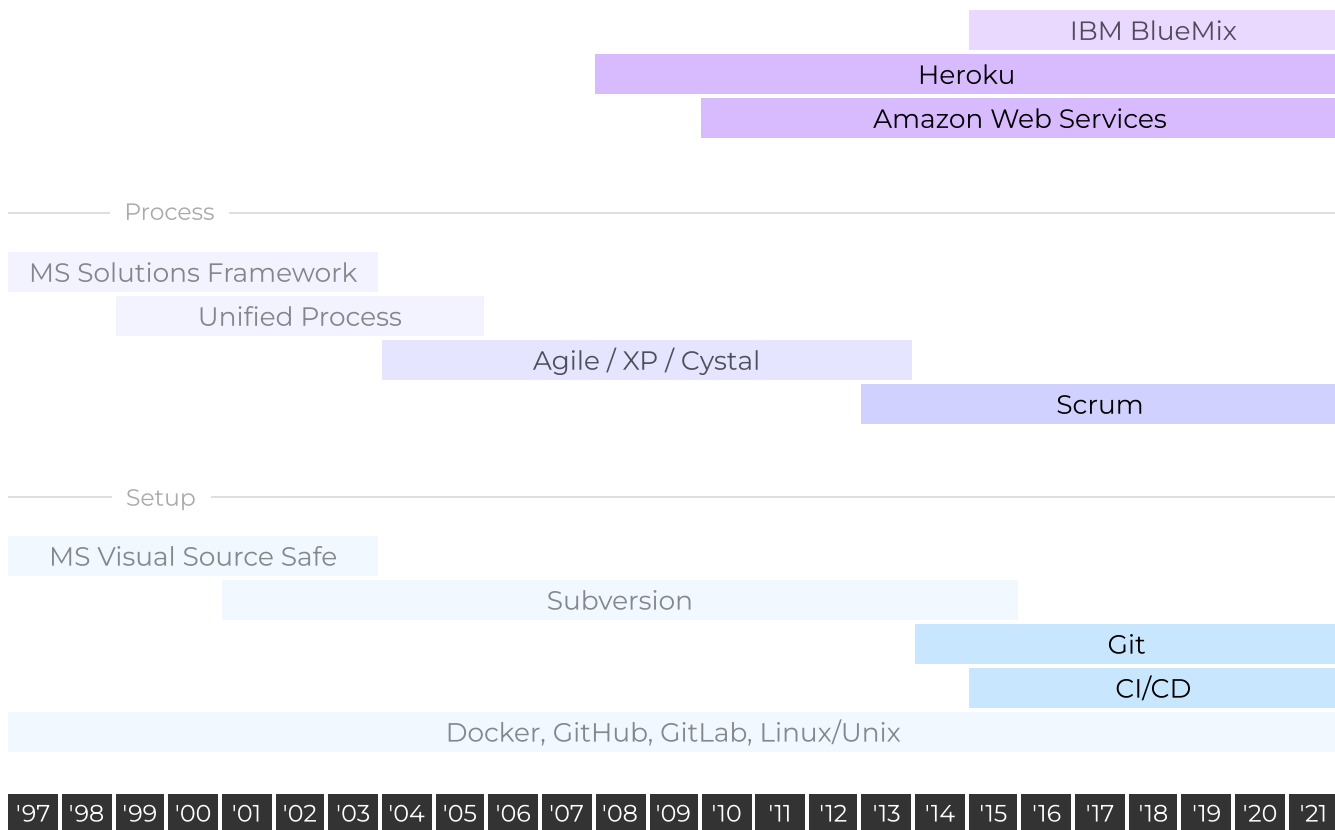 IBM BlueMix
Heroku
Amazon Web Services
Process
MS Solutions Framework
Unified Process
Agile / XP / Cystal
Scrum
Setup
MS Visual Source Safe
Subversion
Git
CI/CD
Docker, GitHub, GitLab, Linux/Unix
'97 '98 '99 '00 '01 '02 '03 '04 '05 '06 '07 '08 '09 '10 '11 '12 '13 '14 '15 '16 '17 '18 '19 '20 '21